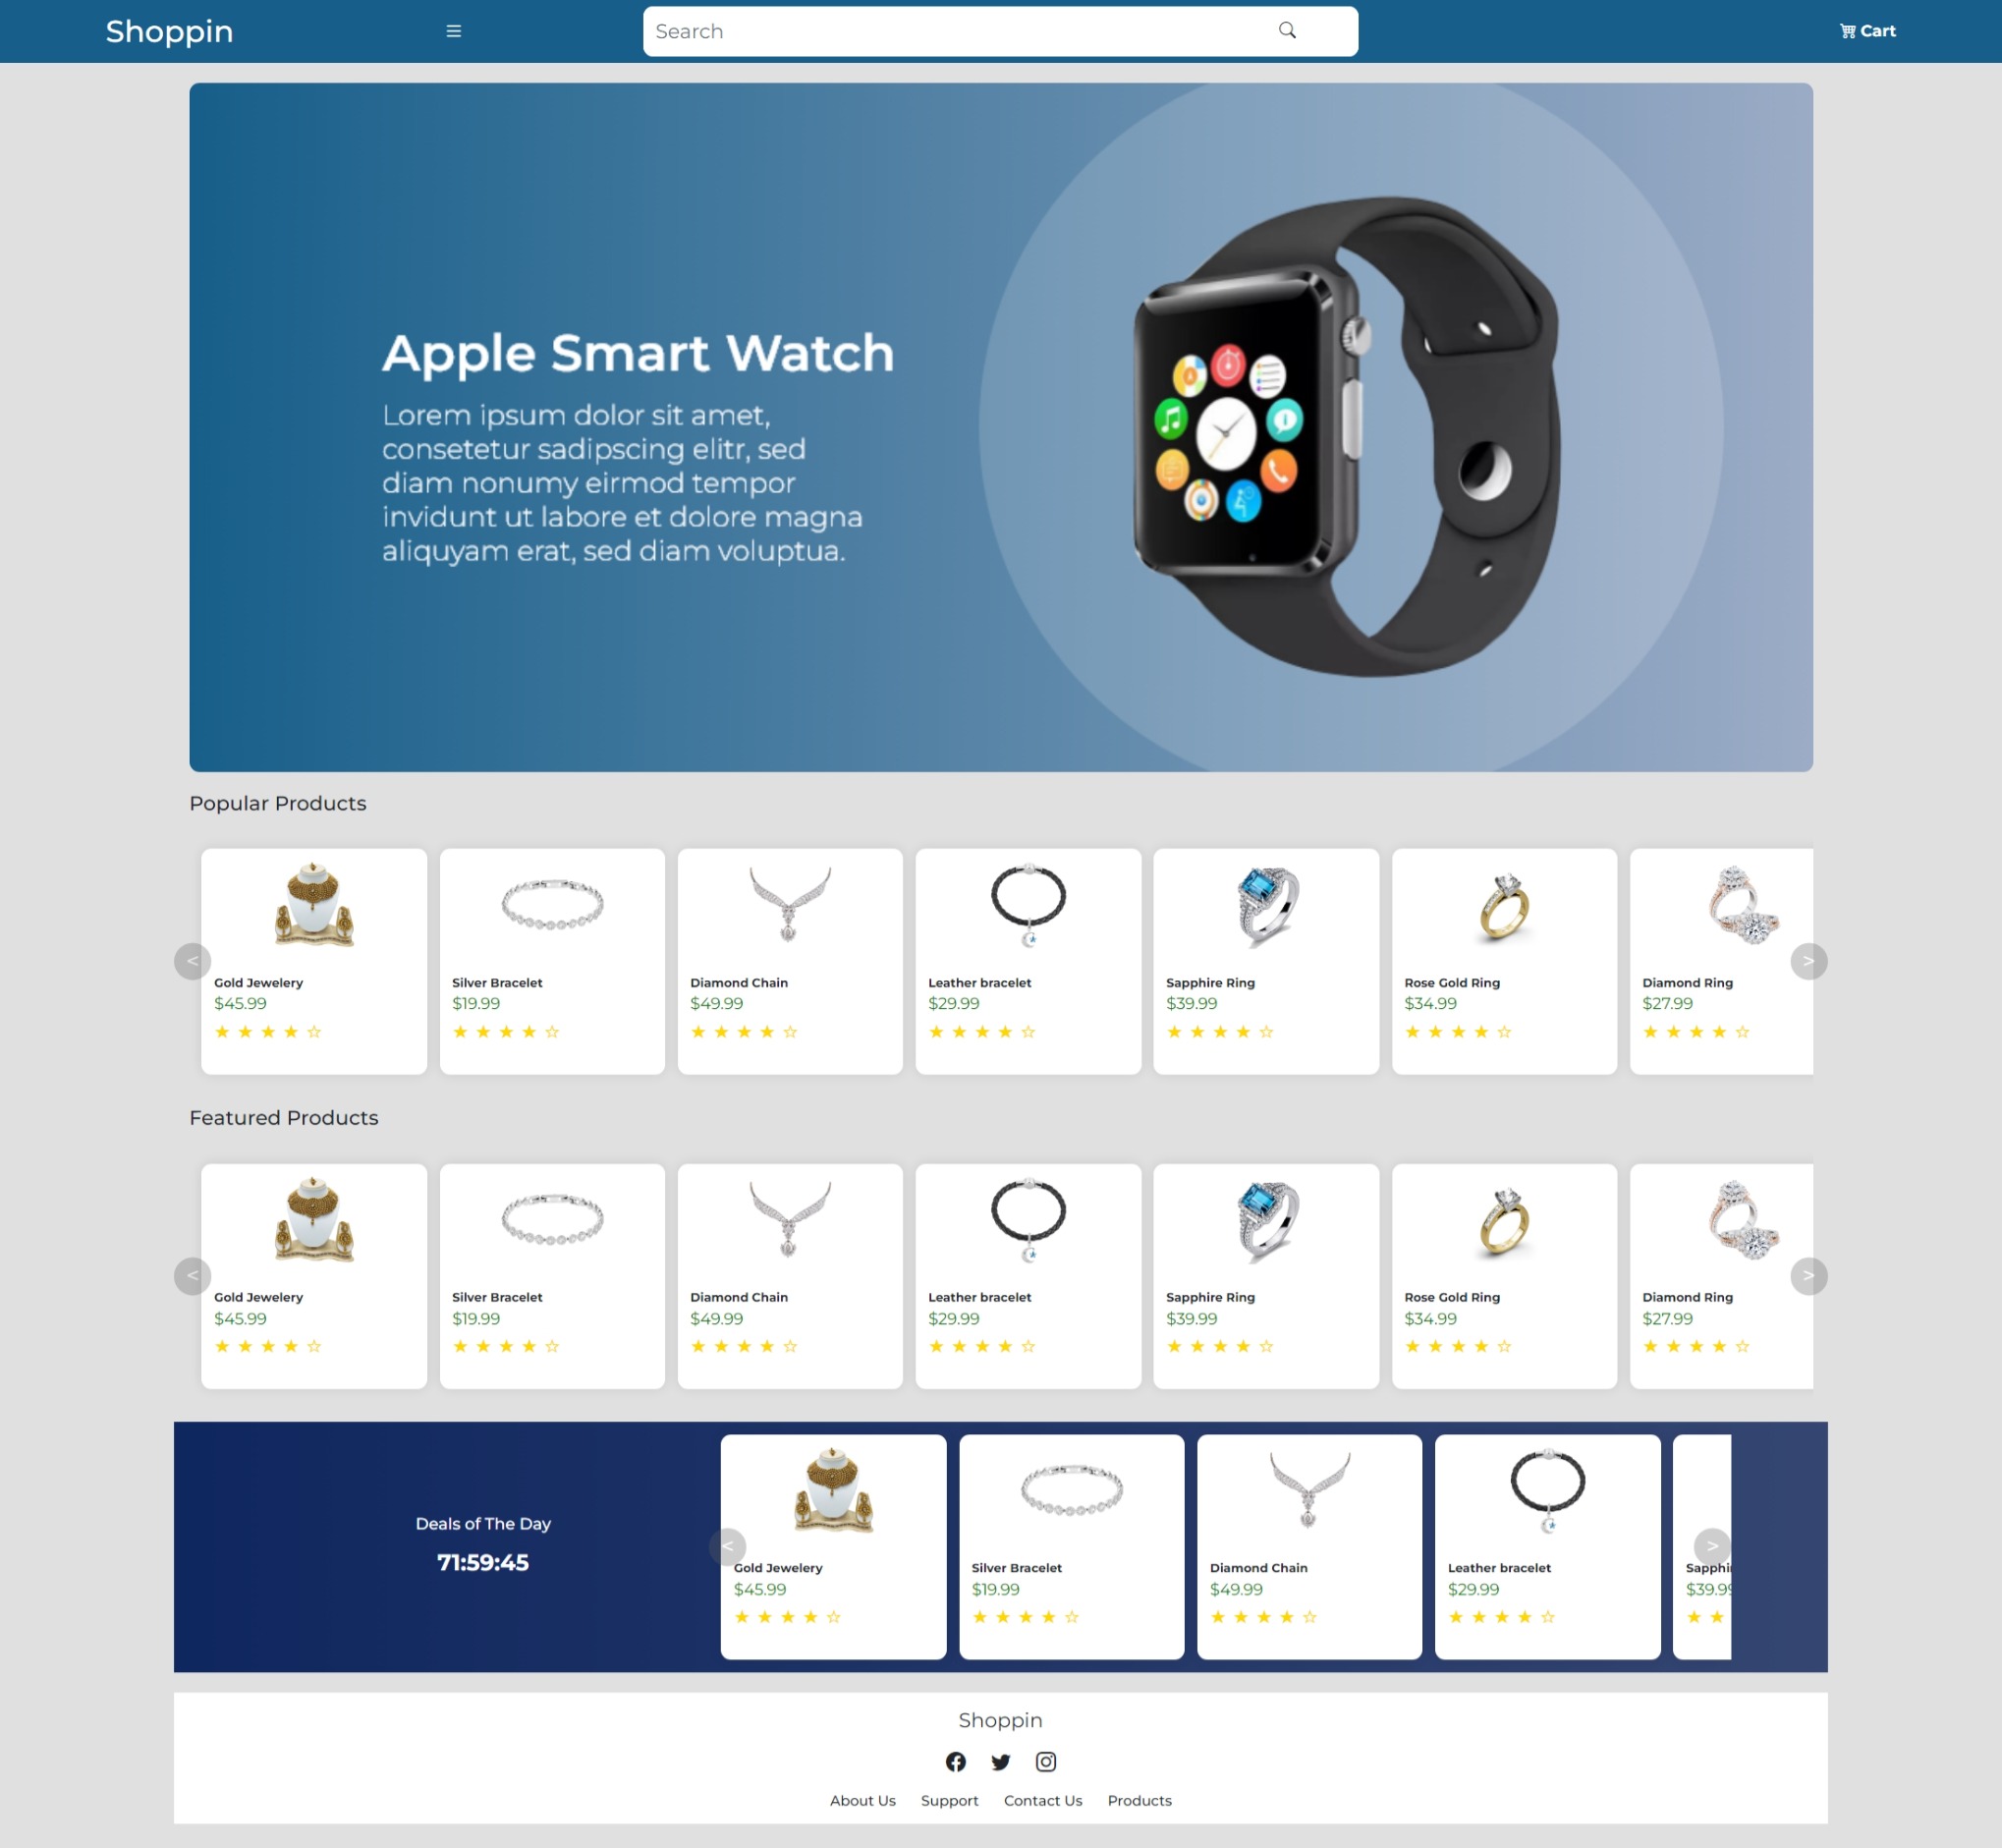 Shoppin
Search
Cart
Apple Smart Watch
Lorem ipsum dolor sit amet,
consetetur sadipscing elitr, sed
diam nonumy eirmod tempor
invidunt ut labore et dolore magna
aliquyam erat, sed diam voluptua.
Popular Products
< >
Gold Jewelery Silver Bracelet Diamond Chain Leather bracelet Sapphire Ring Rose Gold Ring Diamond Ring
$45.99 $19.99 $49.99 $29.99 $39.99 $34.99 $27.99
★ ★ ★ ★ ☆ ★ ★ ★ ★ ☆ ★ ★ ★ ★ ☆ ★ ★ ★ ★ ☆ ★ ★ ★ ★ ☆ ★ ★ ★ ★ ☆ ★ ★ ★ ★ ☆
Featured Products
< >
Gold Jewelery Silver Bracelet Diamond Chain Leather bracelet Sapphire Ring Rose Gold Ring Diamond Ring
$45.99 $19.99 $49.99 $29.99 $39.99 $34.99 $27.99
★ ★ ★ ★ ☆ ★ ★ ★ ★ ☆ ★ ★ ★ ★ ☆ ★ ★ ★ ★ ☆ ★ ★ ★ ★ ☆ ★ ★ ★ ★ ☆ ★ ★ ★ ★ ☆
Deals of The Day
71:59:45
< >
Gold Jewelery Silver Bracelet Diamond Chain Leather bracelet Sapphi
$45.99 $19.99 $49.99 $29.99 $39.99
★ ★ ★ ★ ☆ ★ ★ ★ ★ ☆ ★ ★ ★ ★ ☆ ★ ★ ★ ★ ☆ ★ ★
Shoppin
About Us Support Contact Us Products